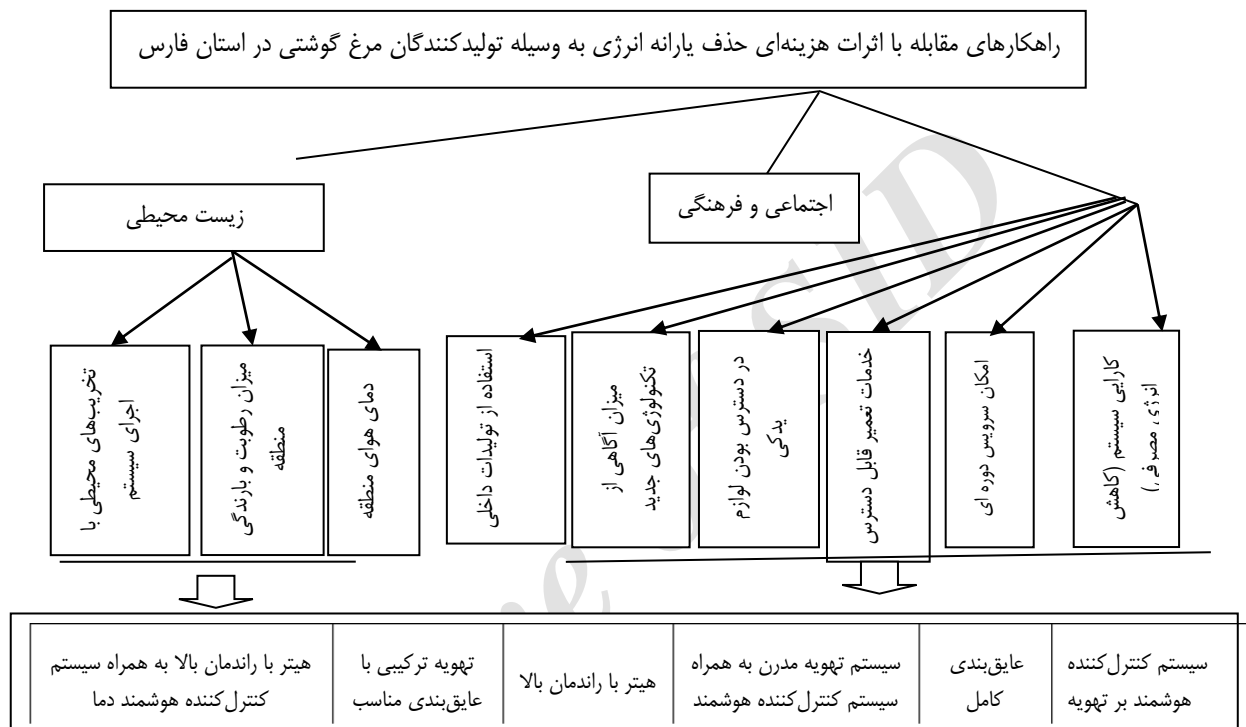 راهکارهای مقابله با اثرات هزینه‌ای حذف یارانه انرژی به وسیله تولیدکنندگان مرغ گوشتی در استان فارس
اجتماعی و فرهنگی
زیست محیطی
کارایی سیستم (کاهش
انرژی مصرفی)
امکان سرویس دوره ای
خدمات تعمیر قابل دسترس
در دسترس بودن لوازم
یدکی
میزان آگاهی از
تکنولوژی‌های جدید
استفاده از تولیدات داخلی
دمای هوای منطقه
میزان رطوبت و بارندگی
منطقه
تخریب‌های محیطی با
اجرای سیستم
سیستم کنترل‌کننده
هوشمند بر تهویه
عایق‌بندی
کامل
سیستم تهویه مدرن به همراه
سیستم کنترل‌کننده هوشمند
هیتر با راندمان بالا
تهویه ترکیبی با
عایق‌بندی مناسب
هیتر با راندمان بالا به همراه سیستم
کنترل‌کننده هوشمند دما